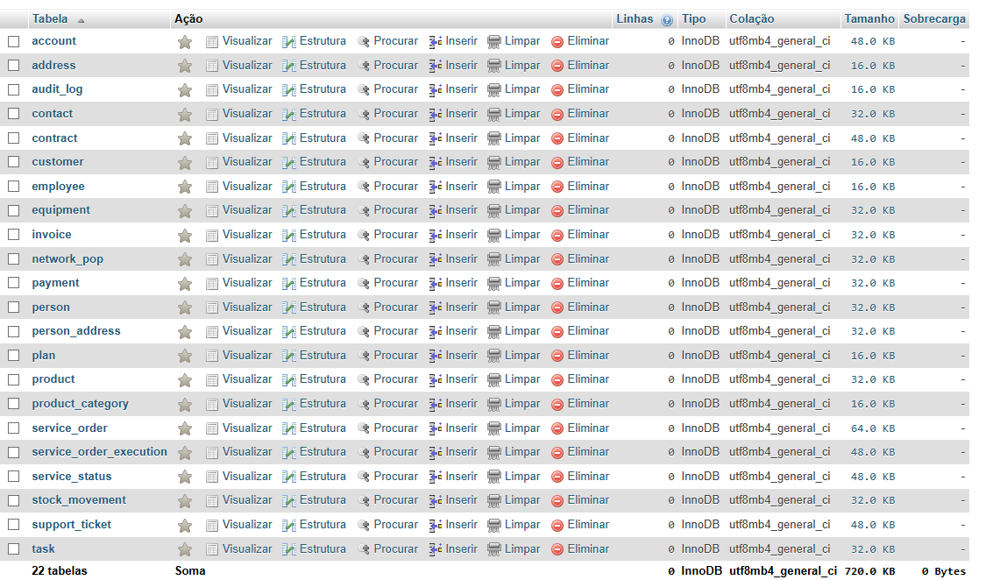 Tabela Ação Linhas Tipo Colação Tamanho Sobrecarga
account Visualizar Estrutura Procurar Inserir Limpar Eliminar 0 InnoDB utf8mb4_general_ci 48.0 KB -
address Visualizar Estrutura Procurar Inserir Limpar Eliminar 0 InnoDB utf8mb4_general_ci 16.0 KB -
audit_log Visualizar Estrutura Procurar Inserir Limpar Eliminar 0 InnoDB utf8mb4_general_ci 16.0 KB -
contact Visualizar Estrutura Procurar Inserir Limpar Eliminar 0 InnoDB utf8mb4_general_ci 32.0 KB -
contract Visualizar Estrutura Procurar Inserir Limpar Eliminar 0 InnoDB utf8mb4_general_ci 48.0 KB -
customer Visualizar Estrutura Procurar Inserir Limpar Eliminar 0 InnoDB utf8mb4_general_ci 16.0 KB -
employee Visualizar Estrutura Procurar Inserir Limpar Eliminar 0 InnoDB utf8mb4_general_ci 16.0 KB -
equipment Visualizar Estrutura Procurar Inserir Limpar Eliminar 0 InnoDB utf8mb4_general_ci 32.0 KB -
invoice Visualizar Estrutura Procurar Inserir Limpar Eliminar 0 InnoDB utf8mb4_general_ci 32.0 KB -
network_pop Visualizar Estrutura Procurar Inserir Limpar Eliminar 0 InnoDB utf8mb4_general_ci 32.0 KB -
payment Visualizar Estrutura Procurar Inserir Limpar Eliminar 0 InnoDB utf8mb4_general_ci 32.0 KB -
person Visualizar Estrutura Procurar Inserir Limpar Eliminar 0 InnoDB utf8mb4_general_ci 32.0 KB -
person_address Visualizar Estrutura Procurar Inserir Limpar Eliminar 0 InnoDB utf8mb4_general_ci 32.0 KB -
plan Visualizar Estrutura Procurar Inserir Limpar Eliminar 0 InnoDB utf8mb4_general_ci 16.0 KB -
product Visualizar Estrutura Procurar Inserir Limpar Eliminar 0 InnoDB utf8mb4_general_ci 32.0 KB -
product_category Visualizar Estrutura Procurar Inserir Limpar Eliminar 0 InnoDB utf8mb4_general_ci 16.0 KB -
service_order Visualizar Estrutura Procurar Inserir Limpar Eliminar 0 InnoDB utf8mb4_general_ci 64.0 KB -
service_order_execution Visualizar Estrutura Procurar Inserir Limpar Eliminar 0 InnoDB utf8mb4_general_ci 48.0 KB -
service_status Visualizar Estrutura Procurar Inserir Limpar Eliminar 0 InnoDB utf8mb4_general_ci 48.0 KB -
stock_movement Visualizar Estrutura Procurar Inserir Limpar Eliminar 0 InnoDB utf8mb4_general_ci 32.0 KB -
support_ticket Visualizar Estrutura Procurar Inserir Limpar Eliminar 0 InnoDB utf8mb4_general_ci 48.0 KB -
task Visualizar Estrutura Procurar Inserir Limpar Eliminar 0 InnoDB utf8mb4_general_ci 32.0 KB -
22 tabelas Soma 0 InnoDB utf8mb4_general_ci 720.0 KB 0 Bytes